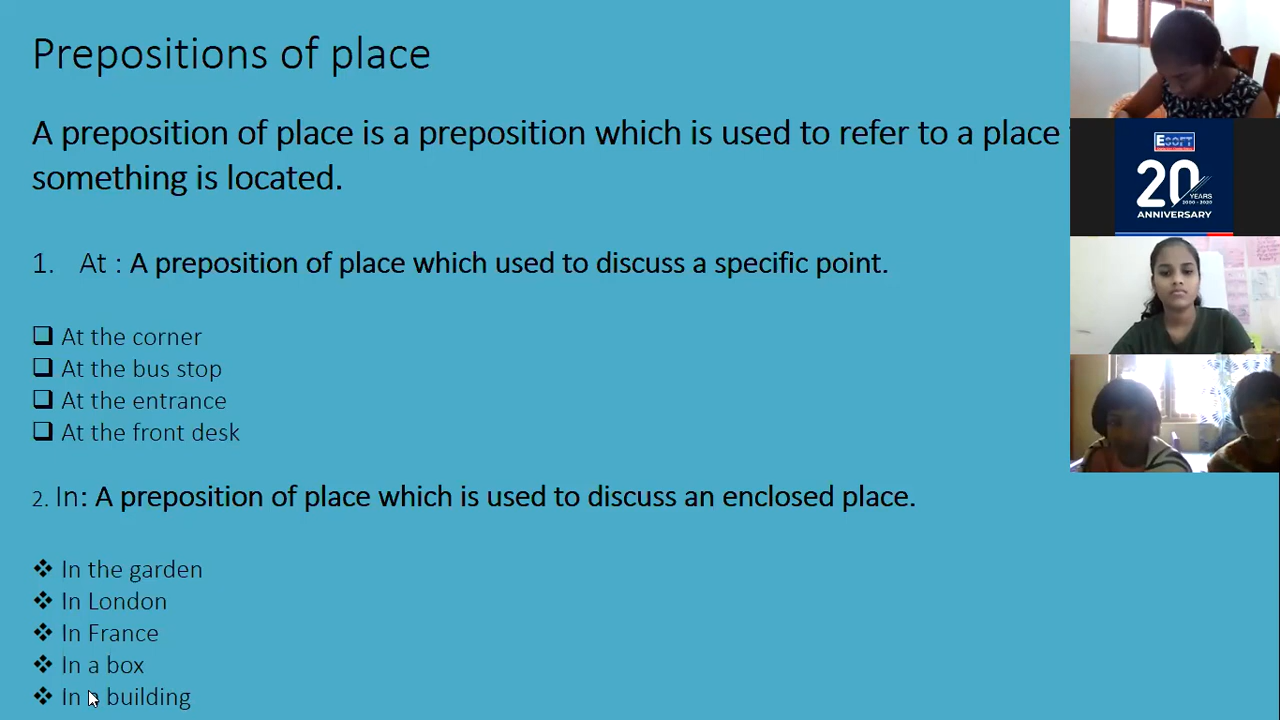 Prepositions of place
A preposition of place is a preposition which is used to refer to a place
something is located.
1. At : A preposition of place which used to discuss a specific point.
At the corner
At the bus stop
At the entrance
At the front desk
2. In: A preposition of place which is used to discuss an enclosed place.
In the garden
In London
In France
In a box
In building
ESOFT
20
YEARS
2000 - 2020
ANNIVERSARY